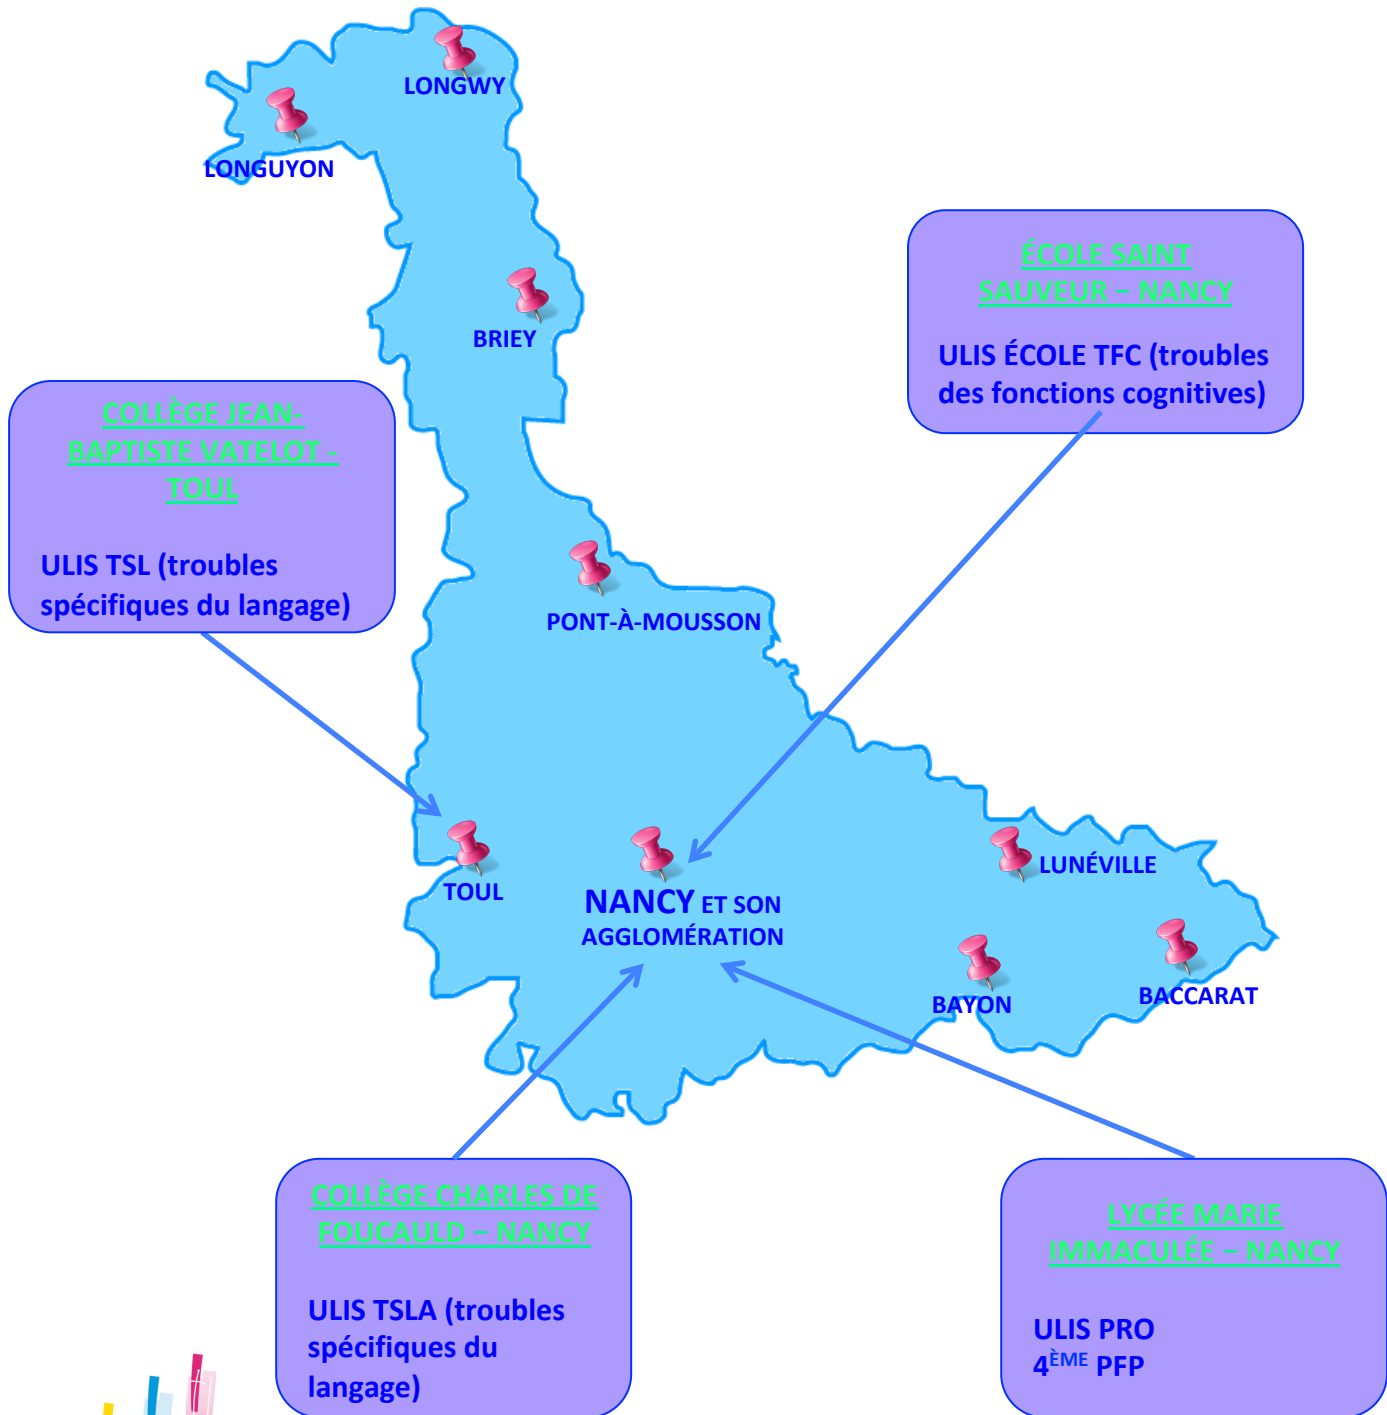 LONGWY
LONGUYON
BRIEY
ÉCOLE SAINT
SAUVEUR – NANCY
ULIS ÉCOLE TFC (troubles
des fonctions cognitives)
COLLÈGE JEAN-
BAPTISTE VATELOT -
TOUL
ULIS TSL (troubles
spécifiques du langage)
PONT-À-MOUSSON
TOUL
NANCY ET SON
AGGLOMÉRATION
LUNÉVILLE
BAYON
BACCARAT
COLLÈGE CHARLES DE
FOUCAULD – NANCY
ULIS TSLA (troubles
spécifiques du
langage)
LYCÉE MARIE
IMMACULÉE – NANCY
ULIS PRO
4ÈME PFP